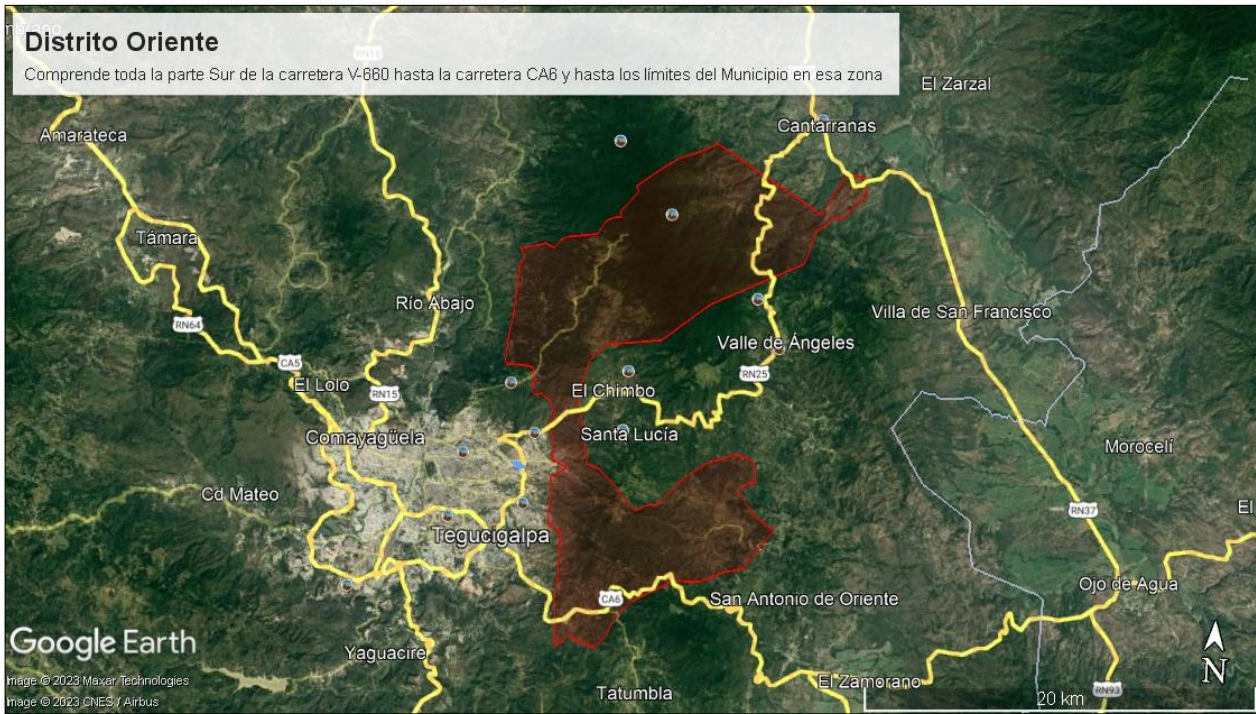 Distrito Oriente
Comprende toda la parte Sur de la carretera V-660 hasta la carretera CA6 y hasta los límites del Municipio en esa zona
RN15
El Zarzal
Cantarranas
Amarateca
Támara
Río Abajo
Villa de San Francisco
RN64
Valle de Ángeles
CA5
RN25
El Lolo
El Chimbo
RN15
Comayagüela
Santa Lucía
Morocelí
Cd Mateo
RN37
El
Tegucigalpa
Ojo de Agua
CA6
San Antonio de Oriente
Google Earth
Yaguacire
N
Image © 2023 Maxar Technologies
El Zamorano
Tatumbla
20 km
RN93
Image © 2023 CNES / Airbus